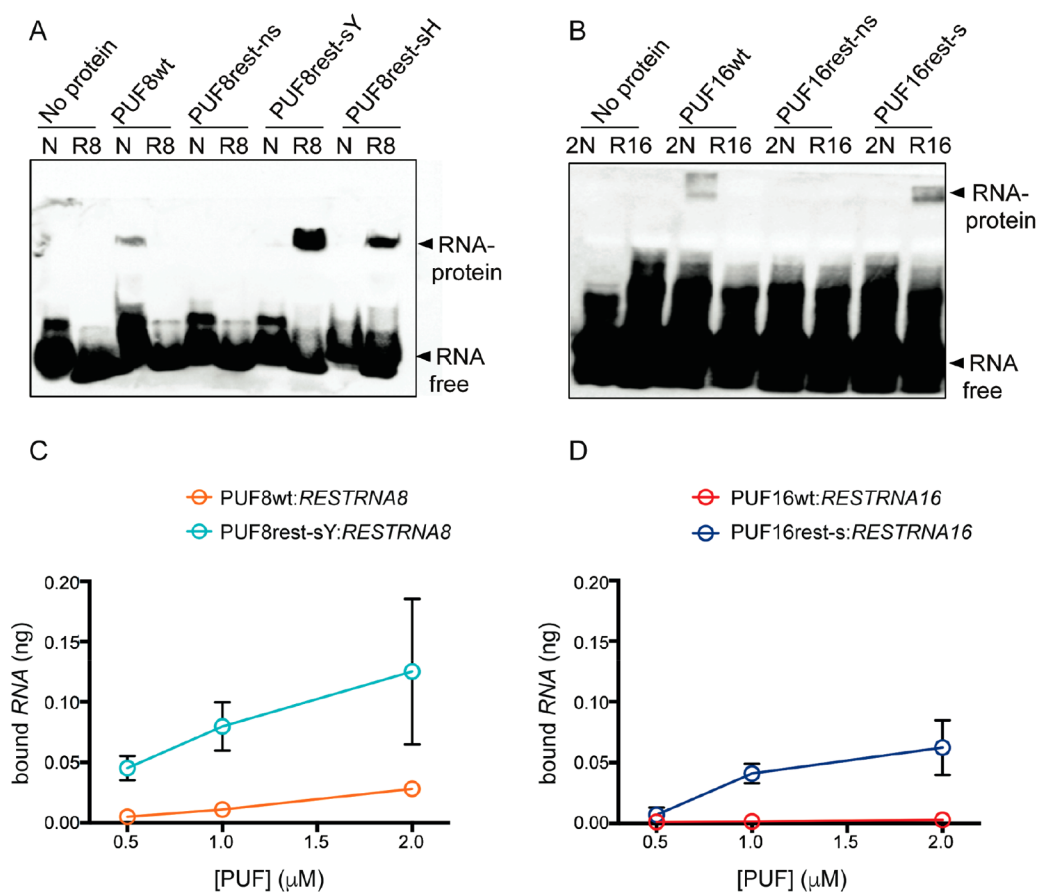 A
No protein
PUF8wt
PUF8rest-ns
PUF8rest-sY
PUF8rest-sH
N R8 N R8 N R8 N R8 N R8
RNA-
protein
RNA
free
B
No protein
PUF16wt
PUF16rest-ns
PUF16rest-s
2N R16 2N R16 2N R16 2N R16
RNA-
protein
RNA
free
C
PUF8wt:RESTRNA8
PUF8rest-sY:RESTRNA8
0.20
0.15
0.10
0.05
0.00
bound RNA (ng)
0.5 1.0 1.5 2.0
[PUF] (μM)
D
PUF16wt:RESTRNA16
PUF16rest-s:RESTRNA16
0.20
0.15
0.10
0.05
0.00
bound RNA (ng)
0.5 1.0 1.5 2.0
[PUF] (μM)